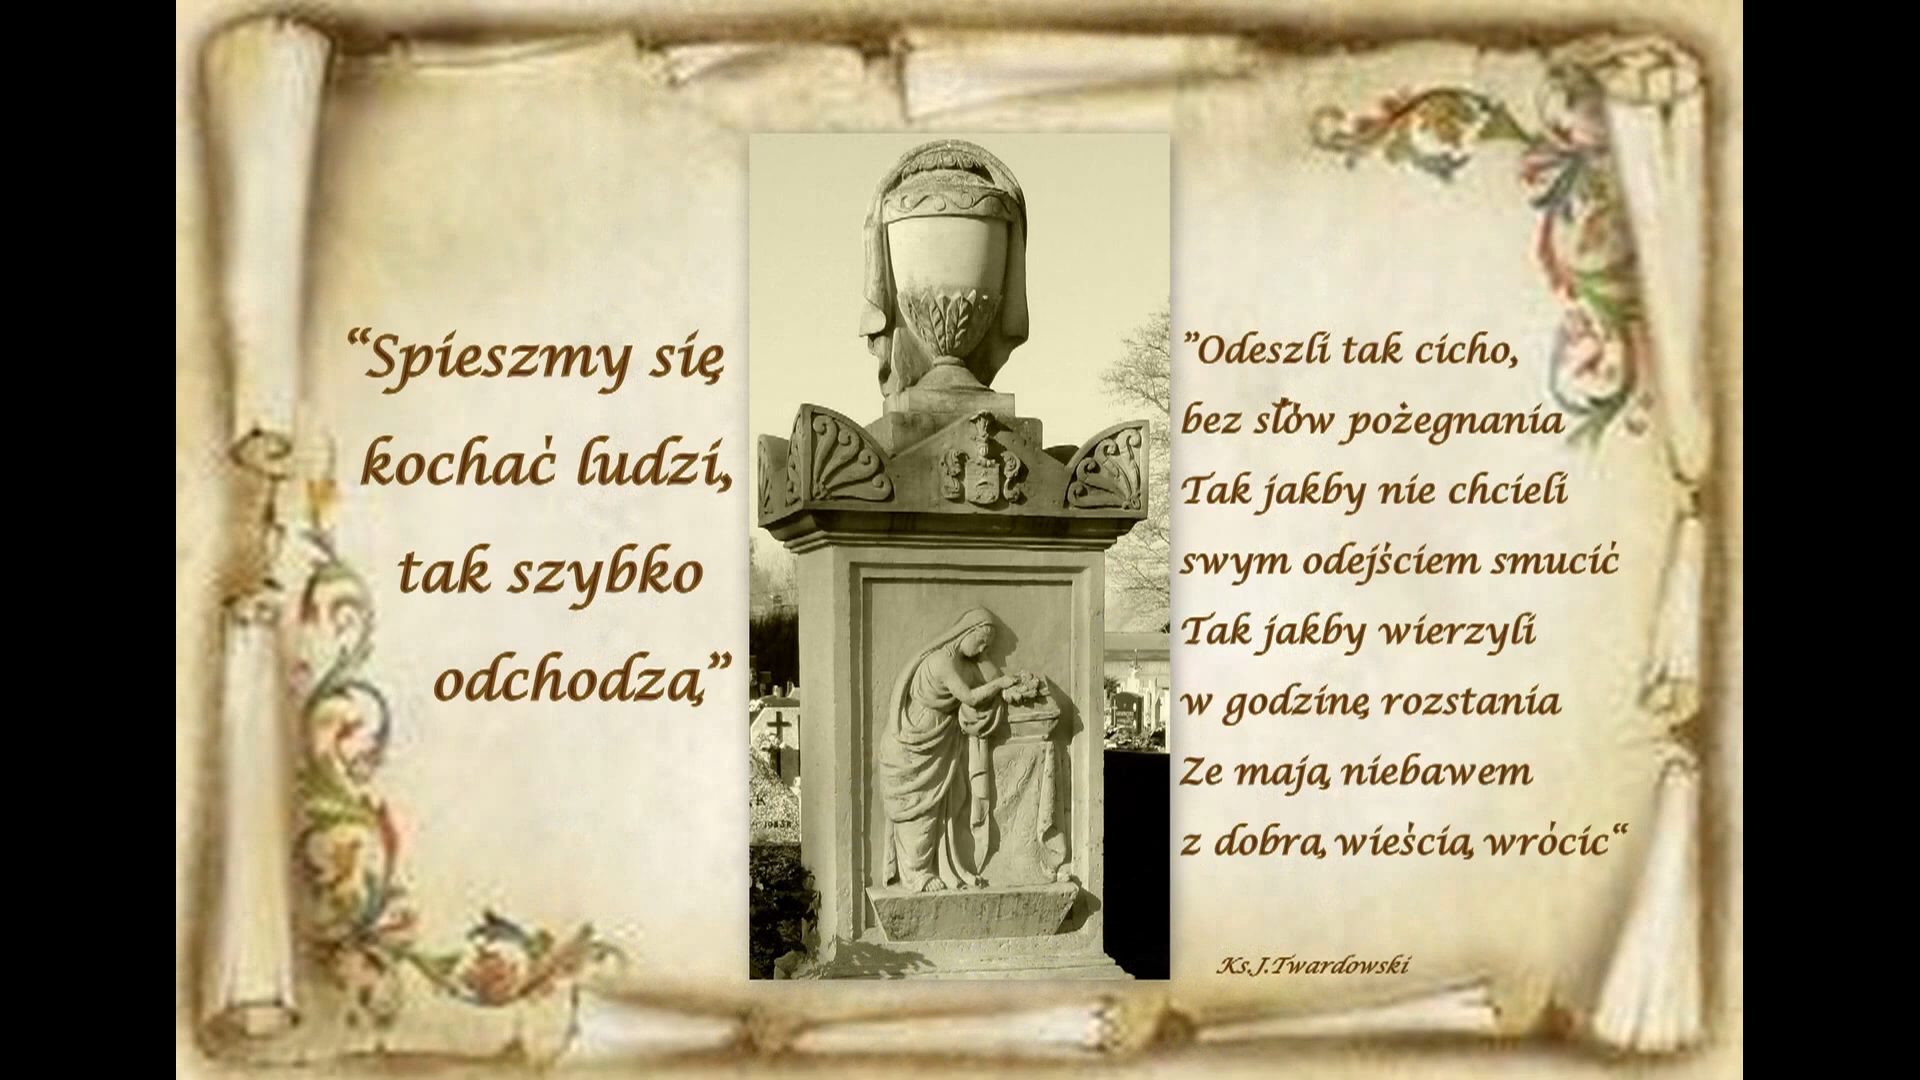 “Spieszmy się
kochać ludzi,
tak szybko
odchodzą”
”Odeszli tak cicho,
bez słów pożegnania
Tak jakby nie chcieli
swym odejściem smucić
Tak jakby wierzyli
w godzinę rozstania
Ze mają niebawem
z dobrą wieścią wrócic“
Ks.J.Twardowski